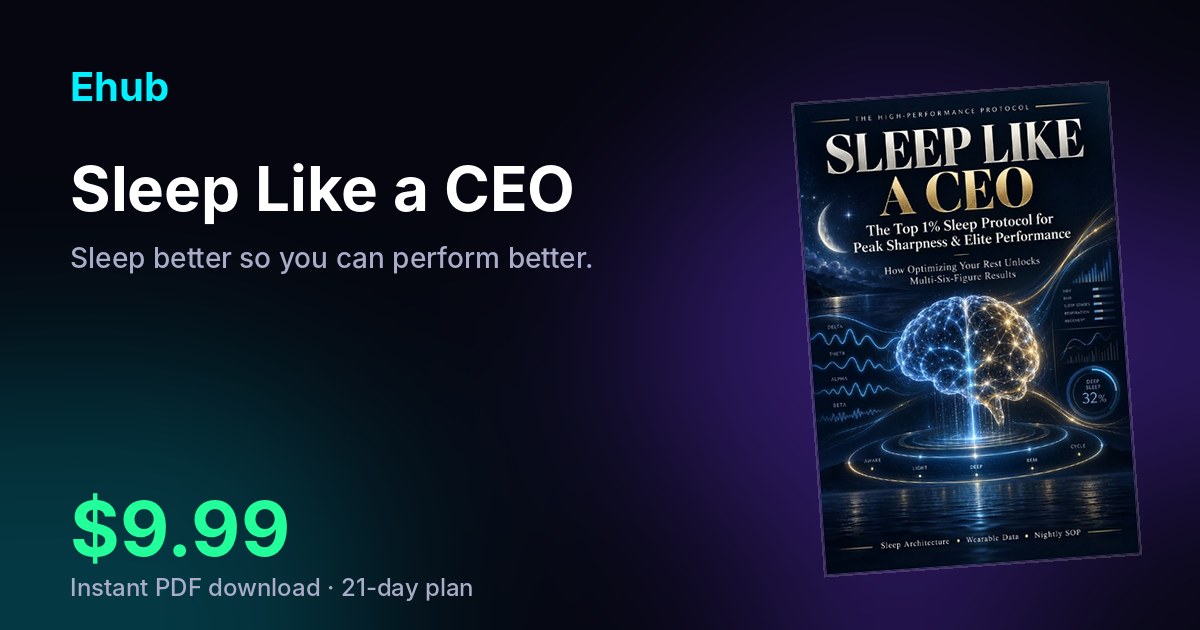 Ehub
Sleep Like a CEO
Sleep better so you can perform better.
$9.99
Instant PDF download · 21-day plan
THE HIGH-PERFORMANCE PROTOCOL
SLEEP LIKE
A CEO
The Top 1% Sleep Protocol for
Peak Sharpness & Elite Performance
How Optimizing Your Rest Unlocks
Multi-Six-Figure Results
DELTA
THETA
ALPHA
BETA
SLEEP STAGES
RESPIRATION
DEEP
SLEEP
32%
AWAKE
LIGHT
DEEP
REM
CYCLE
Sleep Architecture • Wearable Data • Nightly SOP